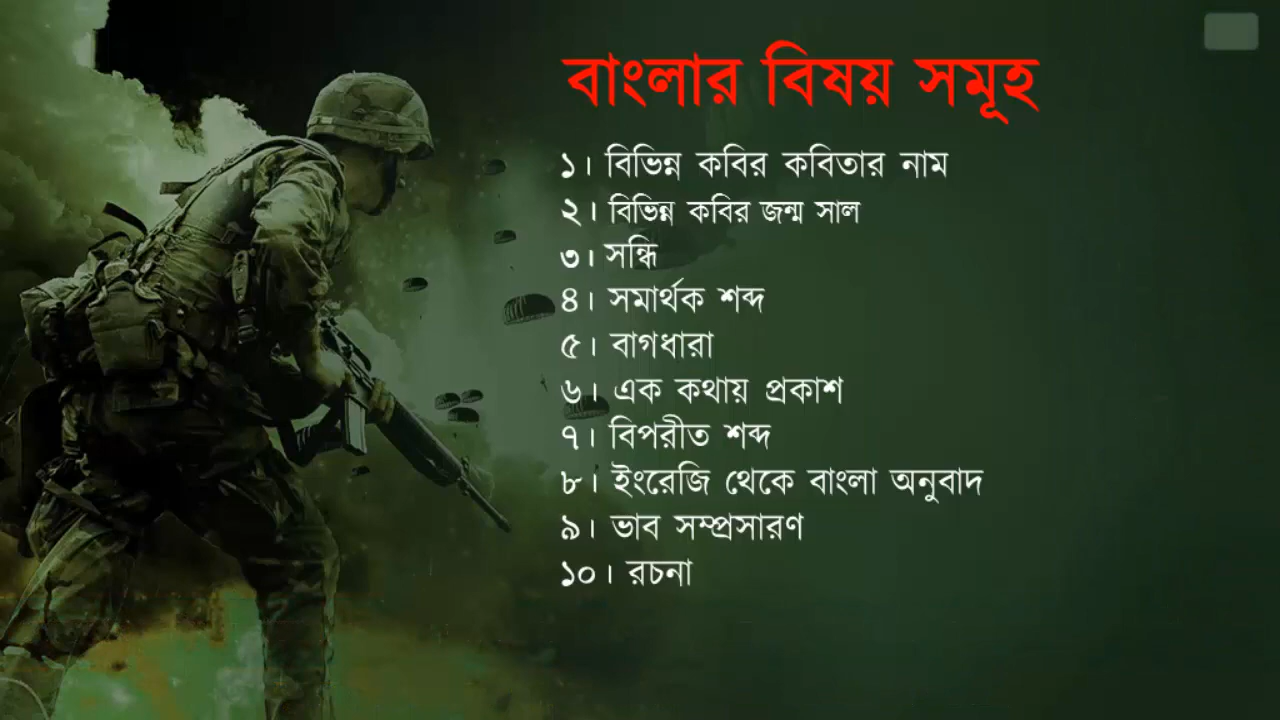 বাংলার বিষয় সমূহ
১। বিভিন্ন কবির কবিতার নাম
২। বিভিন্ন কবির জন্ম সাল
৩। সন্ধি
৪। সমার্থক শব্দ
৫। বাগধারা
৬। এক কথায় প্রকাশ
৭। বিপরীত শব্দ
৮। ইংরেজি থেকে বাংলা অনুবাদ
৯। ভাব সম্প্রসারণ
১০। রচনা